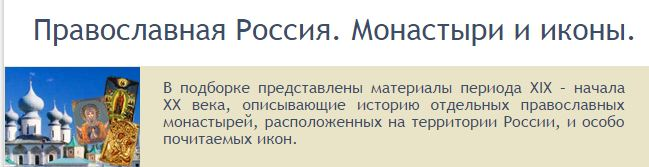 Православная Россия. Монастыри и иконы.
В подборке представлены материалы периода XIX – начала
XX века, описывающие историю отдельных православных
монастырей, расположенных на территории России, и особо
почитаемых икон.